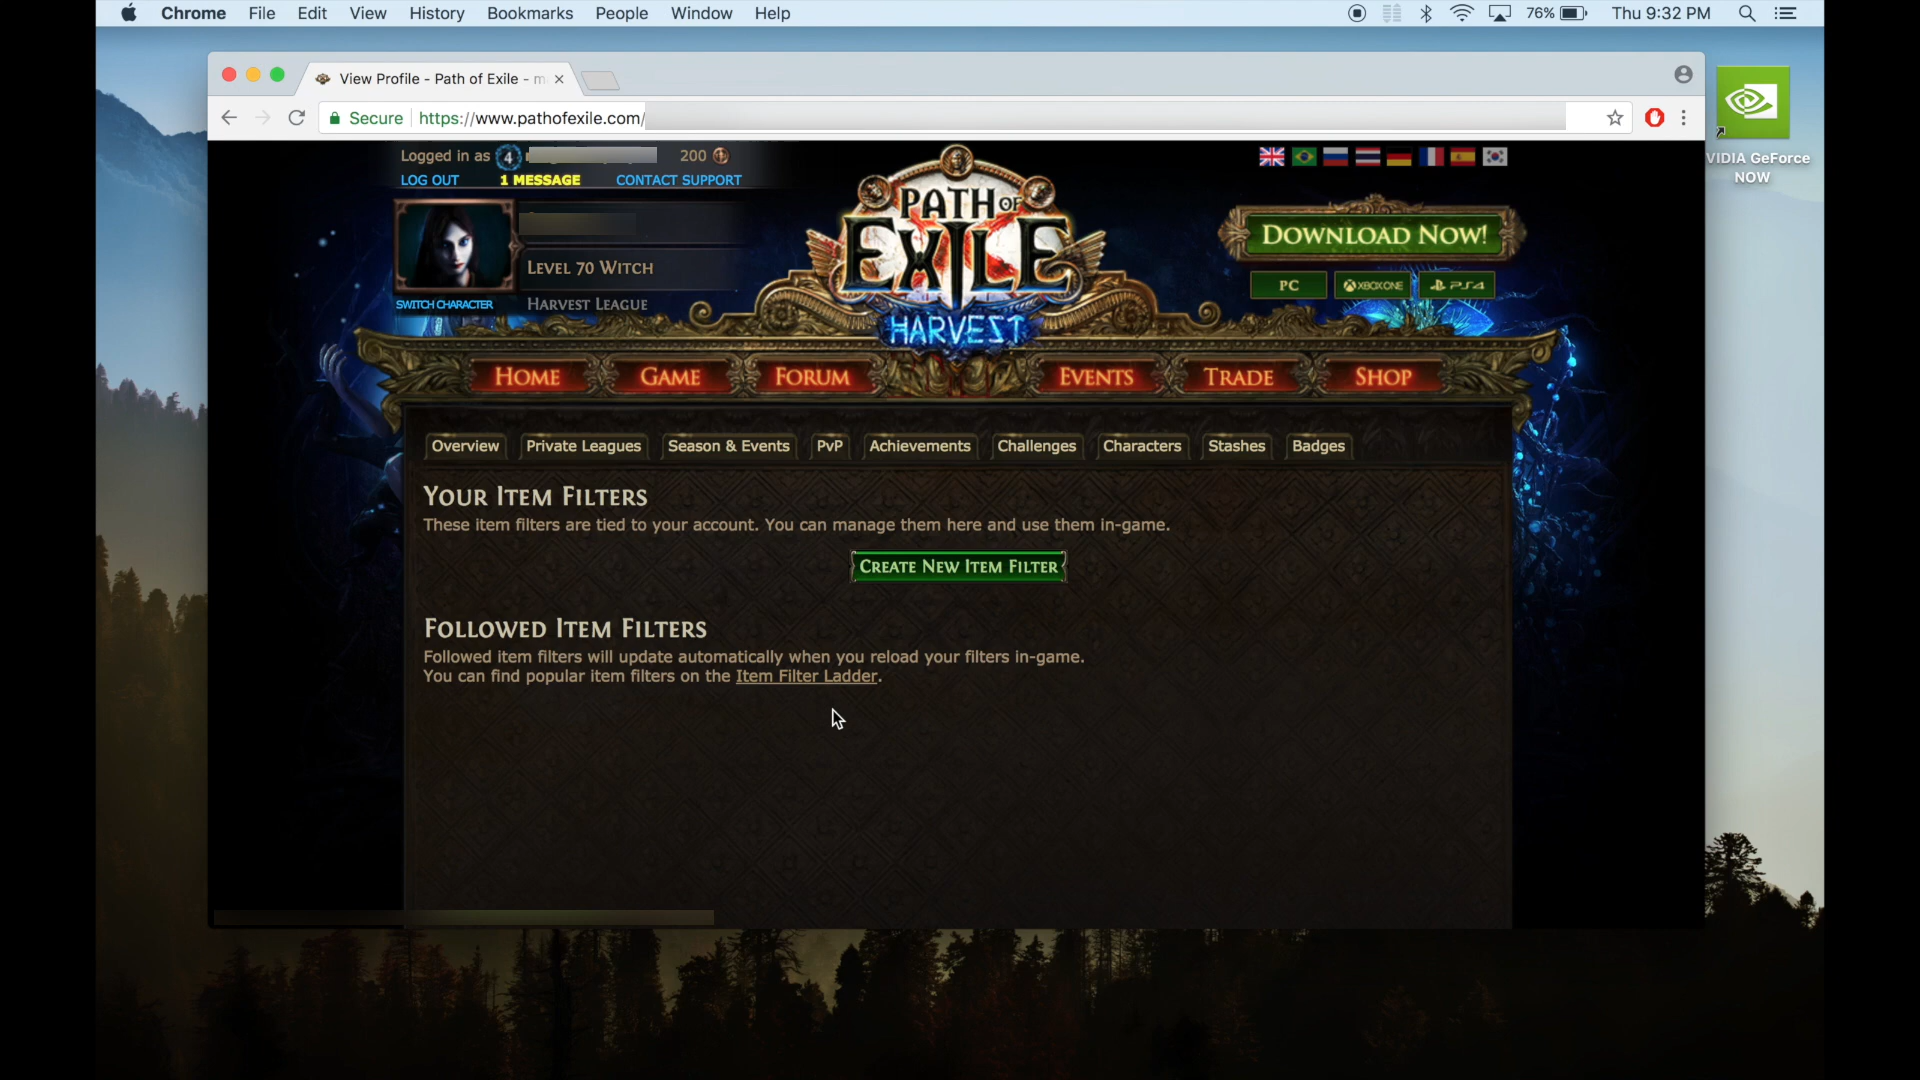 Chrome File Edit View History Bookmarks People Window Help
76% Thu 9:32 PM
View Profile - Path of Exile - m
Secure https://www.pathofexile.com/
Logged in as 4 200
LOG OUT 1 MESSAGE CONTACT SUPPORT
LEVEL 70 WITCH
SWITCH CHARACTER HARVEST LEAGUE
PATH OF
EXILE
HARVEST
DOWNLOAD NOW!
PC XBOX ONE PS4
VIDIA GeForce
NOW
HOME GAME FORUM EVENTS TRADE SHOP
Overview Private Leagues Season & Events PvP Achievements Challenges Characters Stashes Badges
YOUR ITEM FILTERS
These item filters are tied to your account. You can manage them here and use them in-game.
CREATE NEW ITEM FILTER
FOLLOWED ITEM FILTERS
Followed item filters will update automatically when you reload your filters in-game.
You can find popular item filters on the Item Filter Ladder.